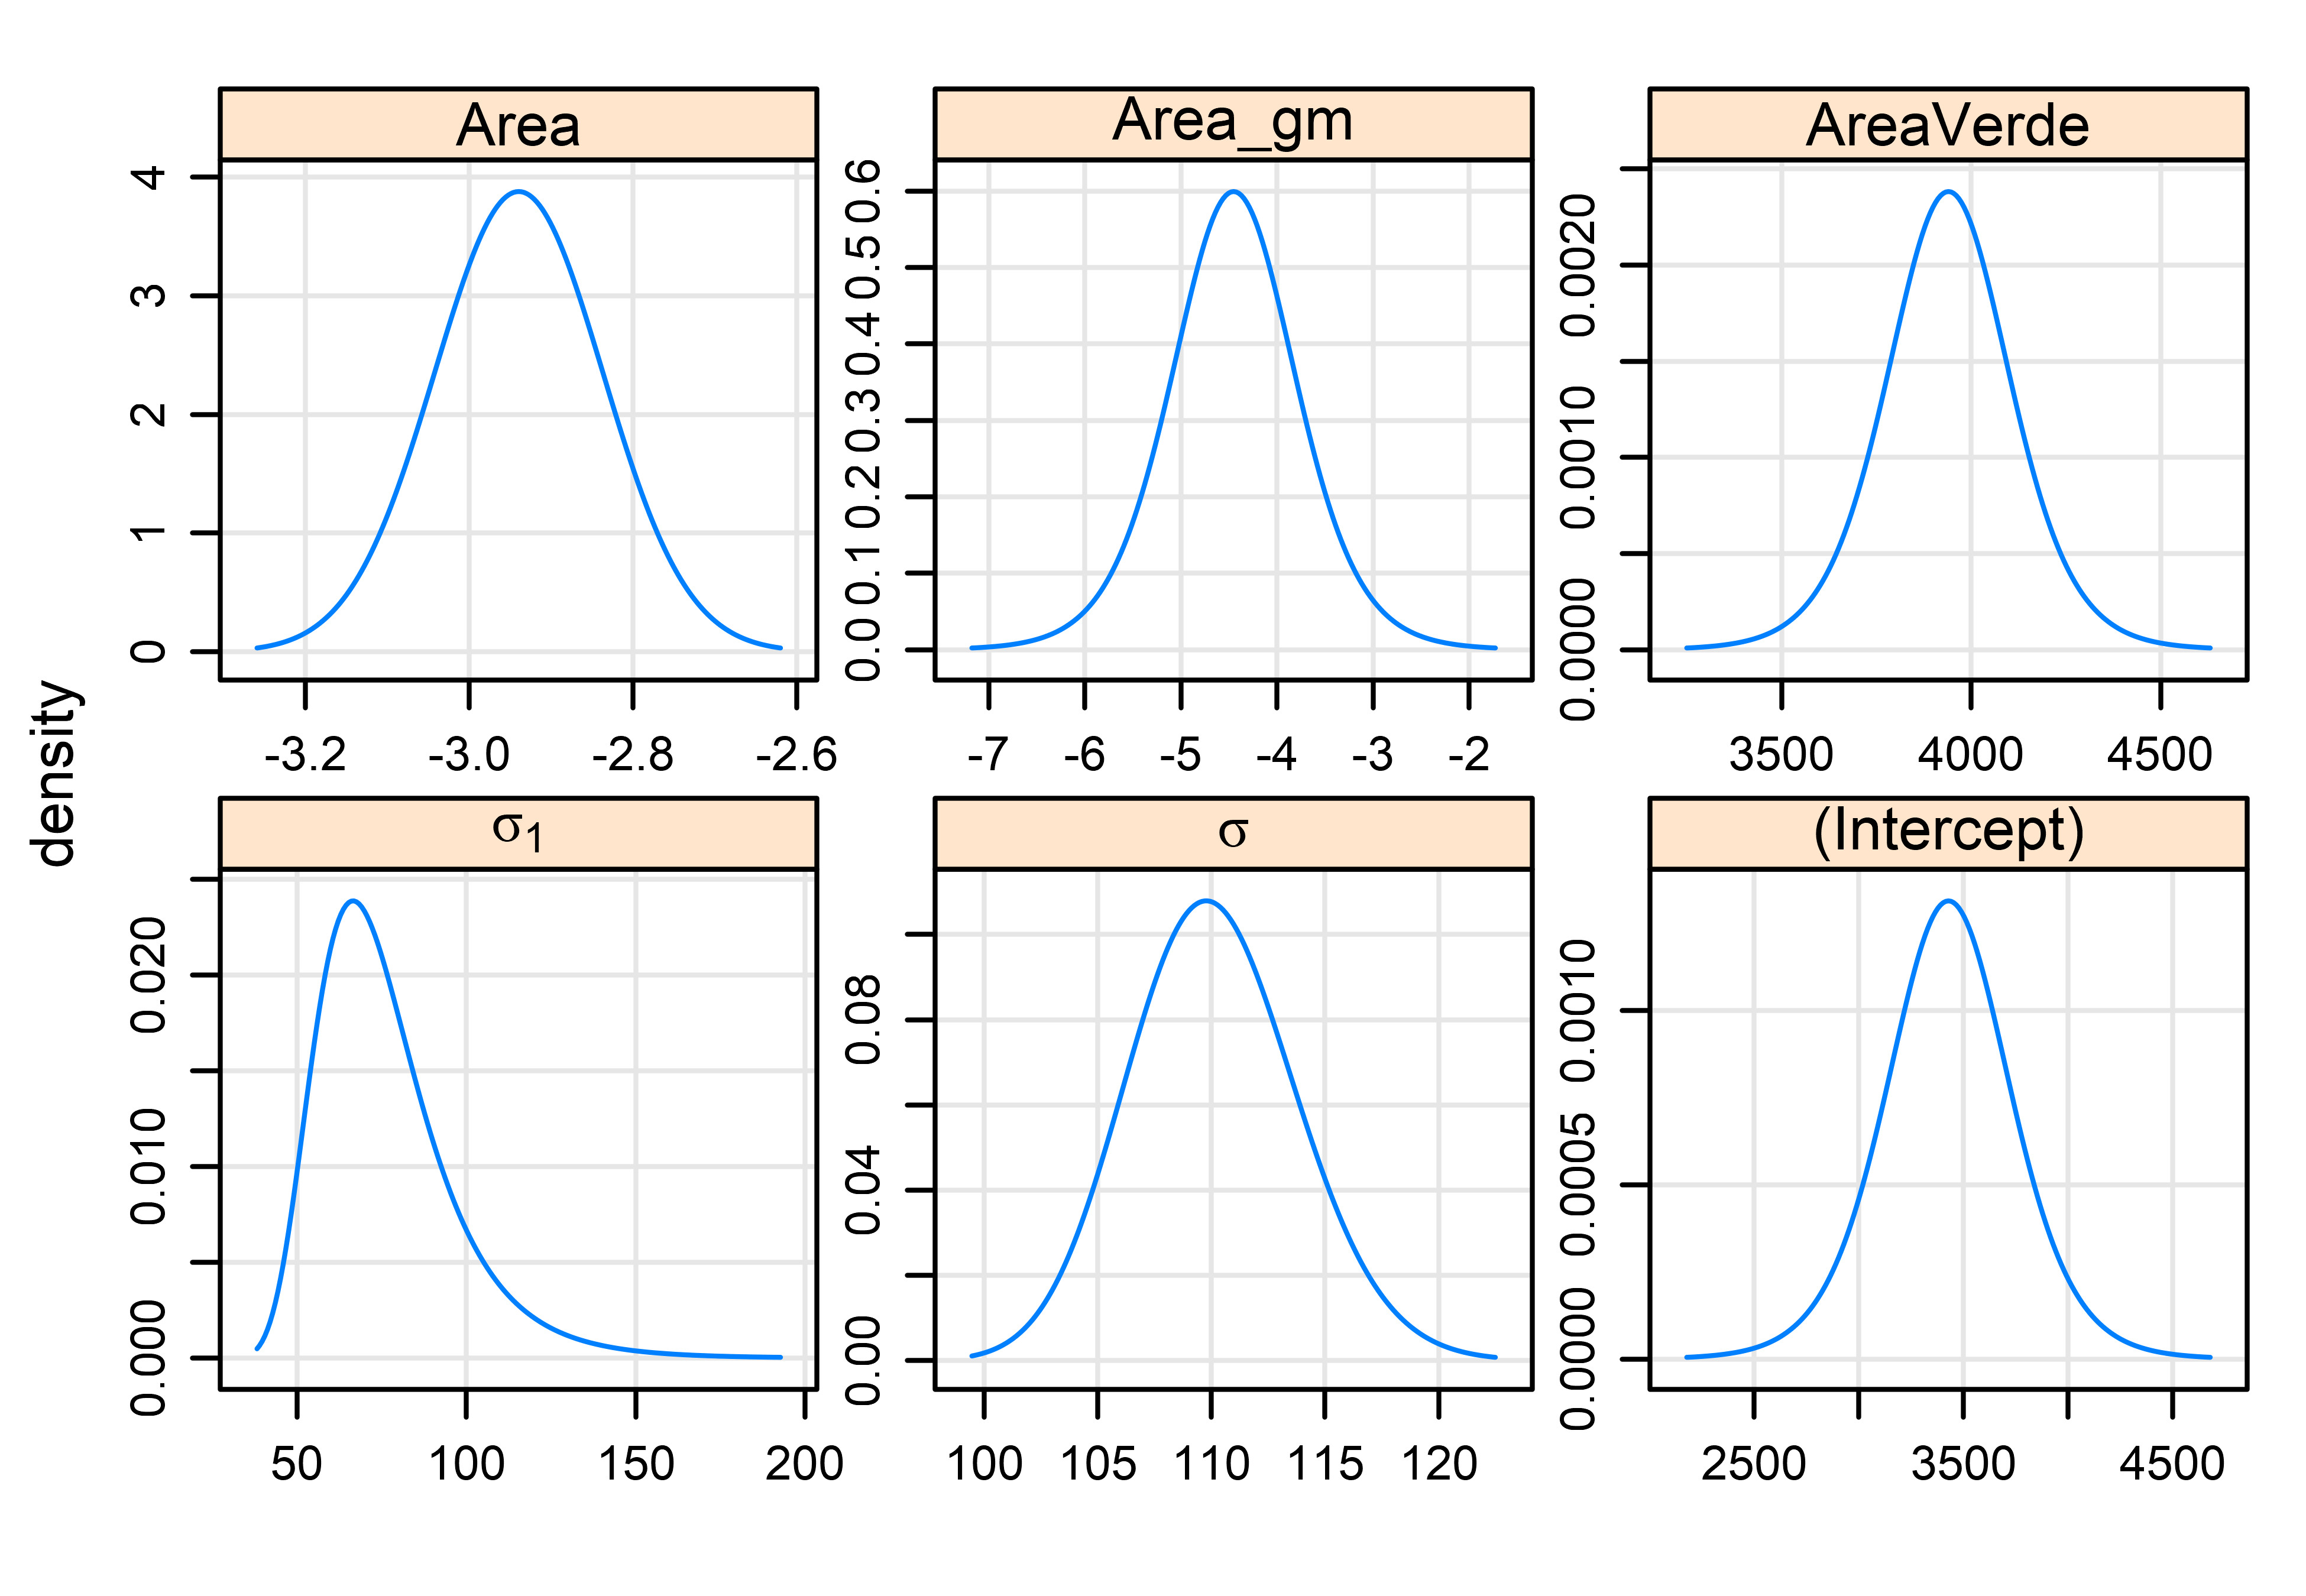 density
Area
0 1 2 3 4
-3.2 -3.0 -2.8 -2.6
Area_gm
0.0 0.1 0.2 0.3 0.4 0.5 0.6
-7 -6 -5 -4 -3 -2
AreaVerde
0.0000 0.0010 0.0020
3500 4000 4500
σ1
0.000 0.010 0.020
50 100 150 200
σ
0.00 0.04 0.08
100 105 110 115 120
(Intercept)
0.0000 0.0005 0.0010
2500 3500 4500